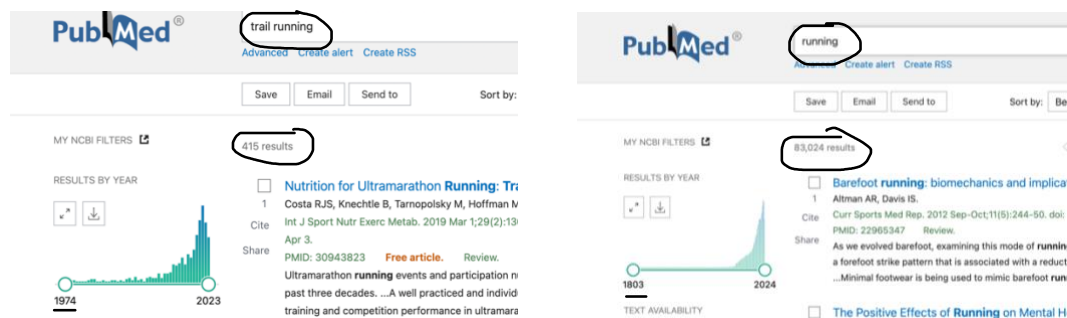 PubMed®
trail running
Advanced Create alert Create RSS
Save Email Send to Sort by:
MY NCBI FILTERS
415 results
RESULTS BY YEAR
Nutrition for Ultramarathon Running: Tra
1 Costa RJS, Knechtle B, Tarnopolsky M, Hoffman M
Cite Int J Sport Nutr Exerc Metab. 2019 Mar 1;29(2):13
Apr 3.
Share
PMID: 30943823 Free article. Review.
Ultramarathon running events and participation n
past three decades. ...A well practiced and individ
training and competition performance in ultramara
1974 2023
PubMed®
running
Advanced Create alert Create RSS
Save Email Send to Sort by: Be
MY NCBI FILTERS
83,024 results
RESULTS BY YEAR
Barefoot running: biomechanics and implica
1 Altman AR, Davis IS.
Cite Curr Sports Med Rep. 2012 Sep-Oct;11(5):244-50. doi:
PMID: 22965347 Review.
Share
As we evolved barefoot, examining this mode of runnin
a forefoot strike pattern that is associated with a reduct
...Minimal footwear is being used to mimic barefoot run
1803 2024
TEXT AVAILABILITY
The Positive Effects of Running on Mental H